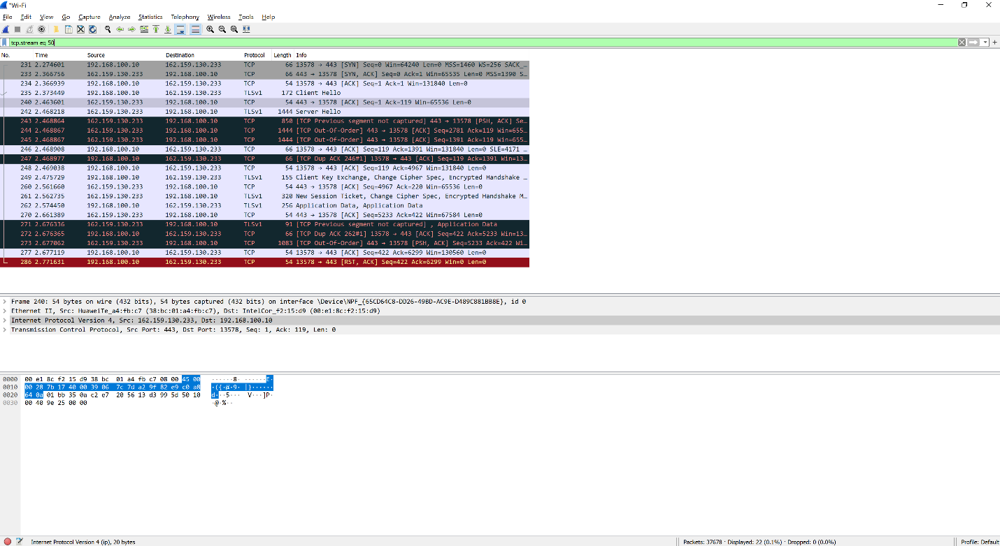 *Wi-Fi
File Edit View Go Capture Analyze Statistics Telephony Wireless Tools Help
tcp.stream eq 50
No. Time Source Destination Protocol Length Info
231 2.274601 192.168.100.10 162.159.130.233 TCP 66 13578 → 443 [SYN] Seq=0 Win=64240 Len=0 MSS=1460 WS=256 SACK_…
233 2.366756 162.159.130.233 192.168.100.10 TCP 66 443 → 13578 [SYN, ACK] Seq=0 Ack=1 Win=65535 Len=0 MSS=1390 S…
234 2.366939 192.168.100.10 162.159.130.233 TCP 54 13578 → 443 [ACK] Seq=1 Ack=1 Win=131840 Len=0
235 2.373449 192.168.100.10 162.159.130.233 TLSv1 172 Client Hello
240 2.463601 162.159.130.233 192.168.100.10 TCP 54 443 → 13578 [ACK] Seq=1 Ack=119 Win=65536 Len=0
242 2.468218 162.159.130.233 192.168.100.10 TLSv1 1444 Server Hello
243 2.468864 162.159.130.233 192.168.100.10 TCP 850 [TCP Previous segment not captured] 443 → 13578 [PSH, ACK] Se…
244 2.468867 162.159.130.233 192.168.100.10 TCP 1444 [TCP Out-Of-Order] 443 → 13578 [ACK] Seq=2781 Ack=119 Win=655…
245 2.468867 162.159.130.233 192.168.100.10 TCP 1444 [TCP Out-Of-Order] 443 → 13578 [ACK] Seq=1391 Ack=119 Win=655…
246 2.468908 192.168.100.10 162.159.130.233 TCP 66 13578 → 443 [ACK] Seq=119 Ack=1391 Win=131840 Len=0 SLE=4171 …
247 2.468977 192.168.100.10 162.159.130.233 TCP 66 [TCP Dup ACK 246#1] 13578 → 443 [ACK] Seq=119 Ack=1391 Win=13…
248 2.469038 192.168.100.10 162.159.130.233 TCP 54 13578 → 443 [ACK] Seq=119 Ack=4967 Win=131840 Len=0
249 2.475729 192.168.100.10 162.159.130.233 TLSv1 155 Client Key Exchange, Change Cipher Spec, Encrypted Handshake …
260 2.561660 162.159.130.233 192.168.100.10 TCP 54 443 → 13578 [ACK] Seq=4967 Ack=220 Win=65536 Len=0
261 2.562735 162.159.130.233 192.168.100.10 TLSv1 320 New Session Ticket, Change Cipher Spec, Encrypted Handshake M…
262 2.574450 192.168.100.10 162.159.130.233 TLSv1 256 Application Data, Application Data
270 2.661389 162.159.130.233 192.168.100.10 TCP 54 443 → 13578 [ACK] Seq=5233 Ack=422 Win=67584 Len=0
271 2.676336 162.159.130.233 192.168.100.10 TLSv1 91 [TCP Previous segment not captured] , Application Data
272 2.676365 192.168.100.10 162.159.130.233 TCP 66 [TCP Dup ACK 262#1] 13578 → 443 [ACK] Seq=422 Ack=5233 Win=13…
273 2.677062 162.159.130.233 192.168.100.10 TCP 1083 [TCP Out-Of-Order] 443 → 13578 [PSH, ACK] Seq=5233 Ack=422 Wi…
277 2.677119 192.168.100.10 162.159.130.233 TCP 54 13578 → 443 [ACK] Seq=422 Ack=6299 Win=130560 Len=0
286 2.771631 192.168.100.10 162.159.130.233 TCP 54 13578 → 443 [RST, ACK] Seq=422 Ack=6299 Win=0 Len=0
Frame 240: 54 bytes on wire (432 bits), 54 bytes captured (432 bits) on interface \Device\NPF_{65CD64C8-DD26-49BD-AC9E-D489C881BB8E}, id 0
Ethernet II, Src: HuaweiTe_a4:fb:c7 (38:bc:01:a4:fb:c7), Dst: IntelCor_f2:15:d9 (00:e1:8c:f2:15:d9)
Internet Protocol Version 4, Src: 162.159.130.233, Dst: 192.168.100.10
Transmission Control Protocol, Src Port: 443, Dst Port: 13578, Seq: 1, Ack: 119, Len: 0
0000 00 e1 8c f2 15 d9 38 bc 01 a4 fb c7 08 00 45 00 ······8· ······E·
0010 00 28 7b 17 40 00 39 06 7c 7d a2 9f 82 e9 c0 a8 ·({·@·9· |}······
0020 64 0a 01 bb 35 0a c2 e7 20 56 13 d3 99 5d 50 10 d···5··· V···]P·
0030 00 40 9e 25 00 00 ·@·%··
Internet Protocol Version 4 (ip), 20 bytes
Packets: 37678 · Displayed: 22 (0.1%) · Dropped: 0 (0.0%)
Profile: Default